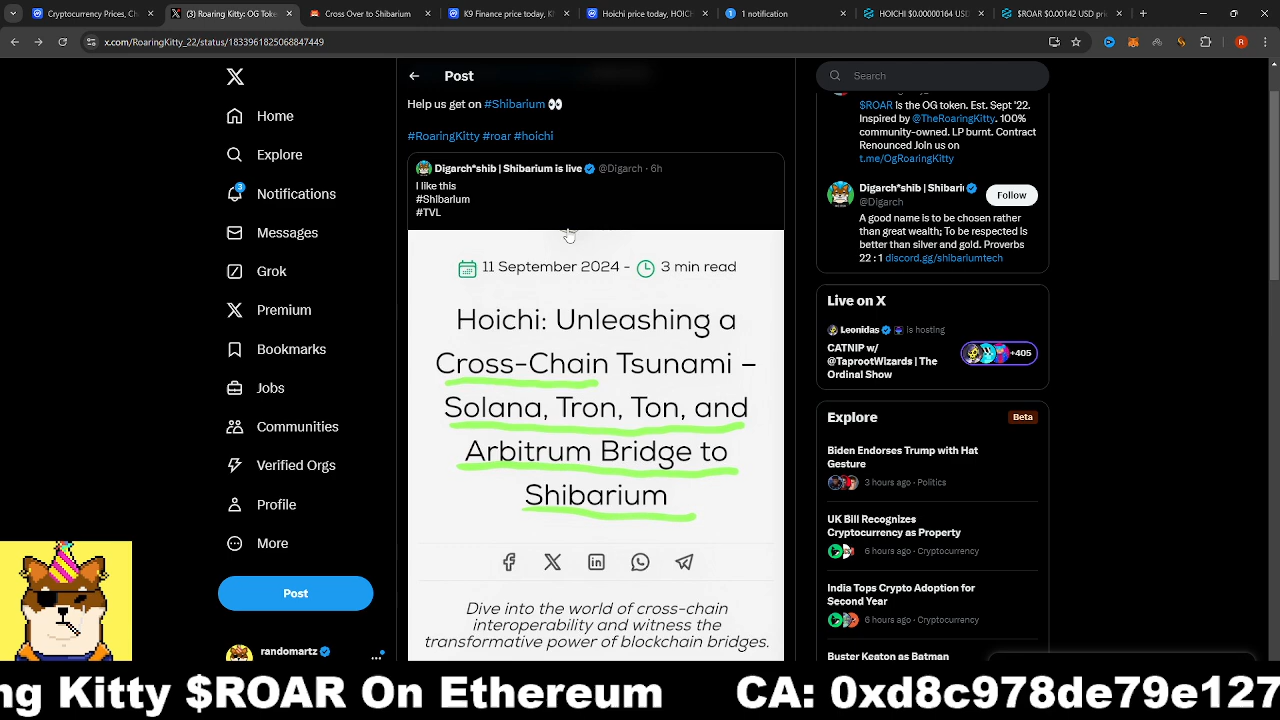 Cryptocurrency Prices, Ch
(3) Roaring Kitty: OG Toke
Cross Over to Shibarium
K9 Finance price today, K
Hoichi price today, HOIC
1 notification
HOICHI $0.00000164 USD
$ROAR $0.00142 USD pri
x.com/RoaringKitty_22/status/1833961825068847449
R
Home
Explore
3
Notifications
Messages
Grok
Premium
Bookmarks
Jobs
Communities
Verified Orgs
Profile
More
Post
randomartz
Post
Help us get on #Shibarium 👀
#RoaringKitty #roar #hoichi
Digarch*shib | Shibarium is live @Digarch · 6h
I like this
#Shibarium
#TVL
11 September 2024 - 3 min read
Hoichi: Unleashing a
Cross-Chain Tsunami –
Solana, Tron, Ton, and
Arbitrum Bridge to
Shibarium
Dive into the world of cross-chain
interoperability and witness the
transformative power of blockchain bridges.
Search
$ROAR Is the OG token. Est. Sept '22.
Inspired by @TheRoaringKitty. 100%
community-owned. LP burnt. Contract
Renounced Join us on
t.me/OgRoaringKitty
Digarch*shib | Shibari
@Digarch
Follow
A good name is to be chosen rather
than great wealth; To be respected is
better than silver and gold. Proverbs
22 : 1 discord.gg/shibariumtech
Live on X
Leonidas is hosting
CATNIP w/
@TaprootWizards | The
Ordinal Show
+405
Explore
Beta
Biden Endorses Trump with Hat
Gesture
3 hours ago · Politics
UK Bill Recognizes
Cryptocurrency as Property
6 hours ago · Cryptocurrency
India Tops Crypto Adoption for
Second Year
6 hours ago · Cryptocurrency
Buster Keaton as Batman
ng Kitty $ROAR On Ethereum CA: 0xd8c978de79e127